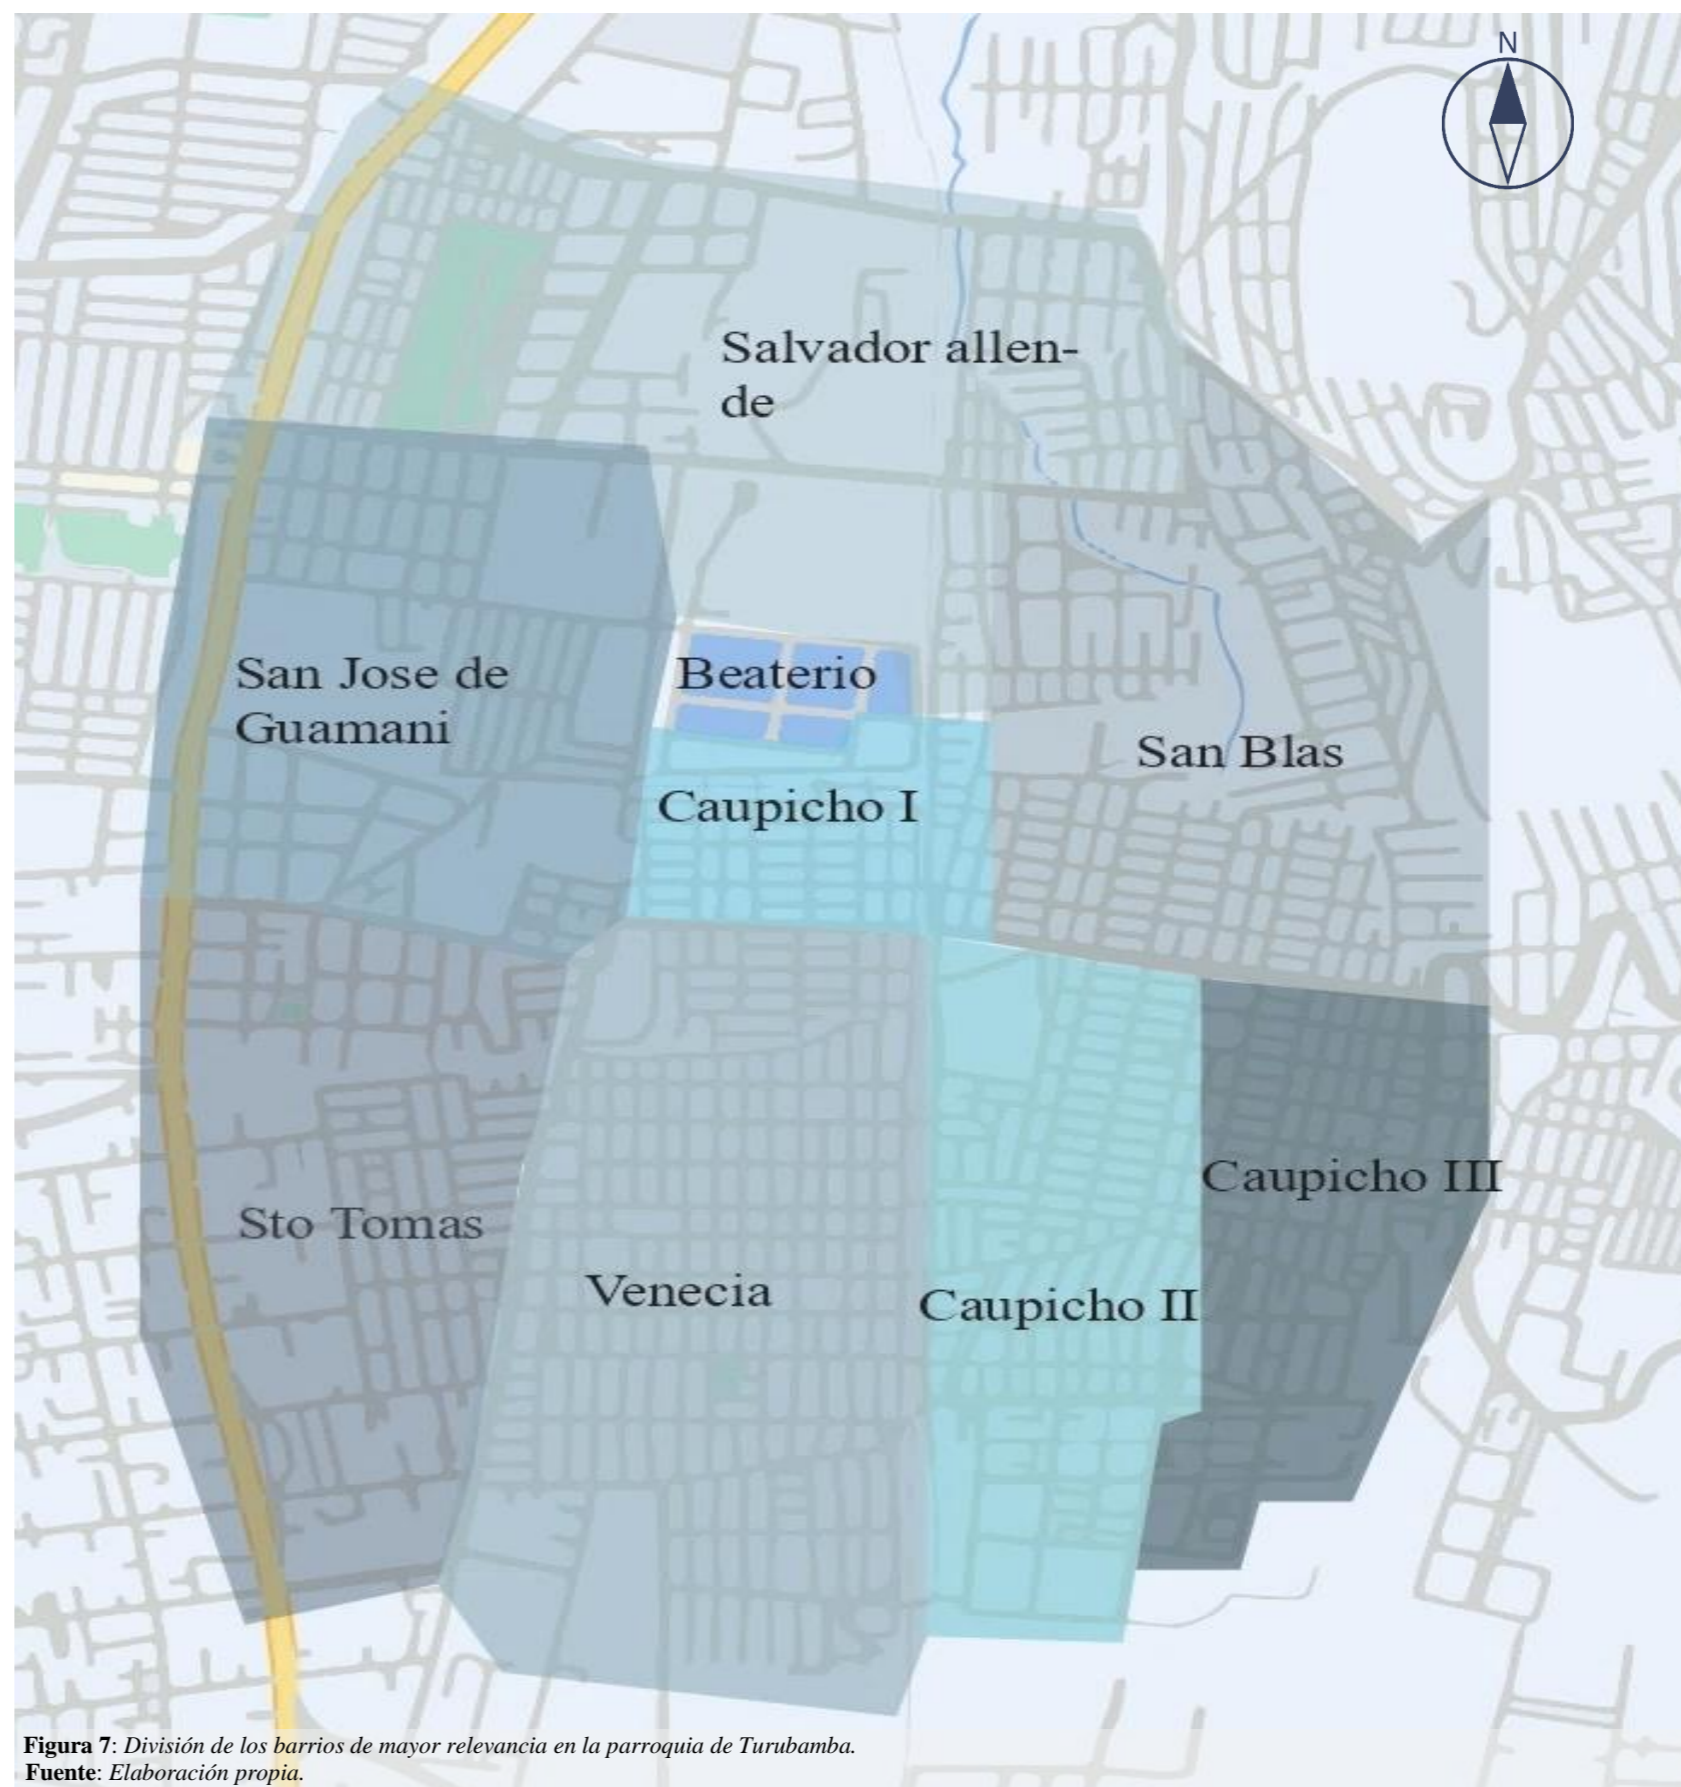 N
Salvador allen-
de
San Jose de
Guamani
Beaterio
San Blas
Caupicho I
Caupicho III
Sto Tomas
Venecia
Caupicho II
Figura 7: División de los barrios de mayor relevancia en la parroquia de Turubamba.
Fuente: Elaboración propia.